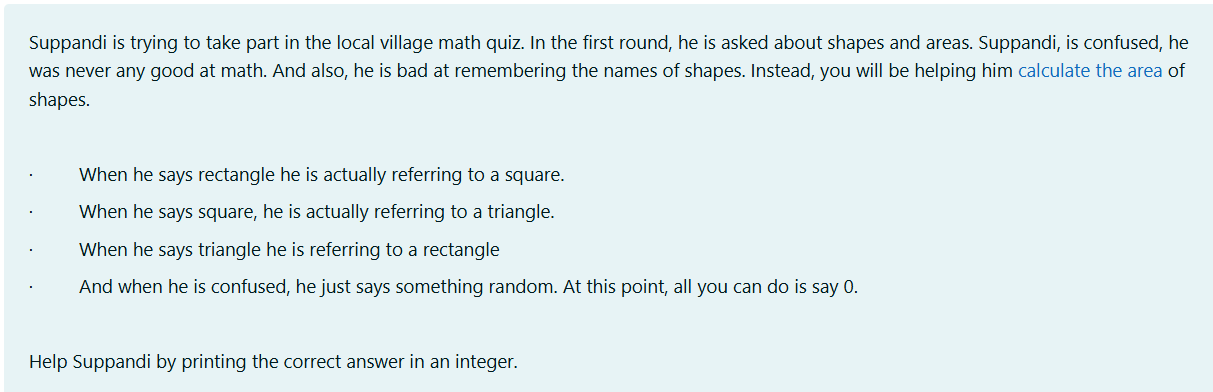 Suppandi is trying to take part in the local village math quiz. In the first round, he is asked about shapes and areas. Suppandi, is confused, he
was never any good at math. And also, he is bad at remembering the names of shapes. Instead, you will be helping him calculate the area of
shapes.
· When he says rectangle he is actually referring to a square.
· When he says square, he is actually referring to a triangle.
· When he says triangle he is referring to a rectangle
· And when he is confused, he just says something random. At this point, all you can do is say 0.
Help Suppandi by printing the correct answer in an integer.